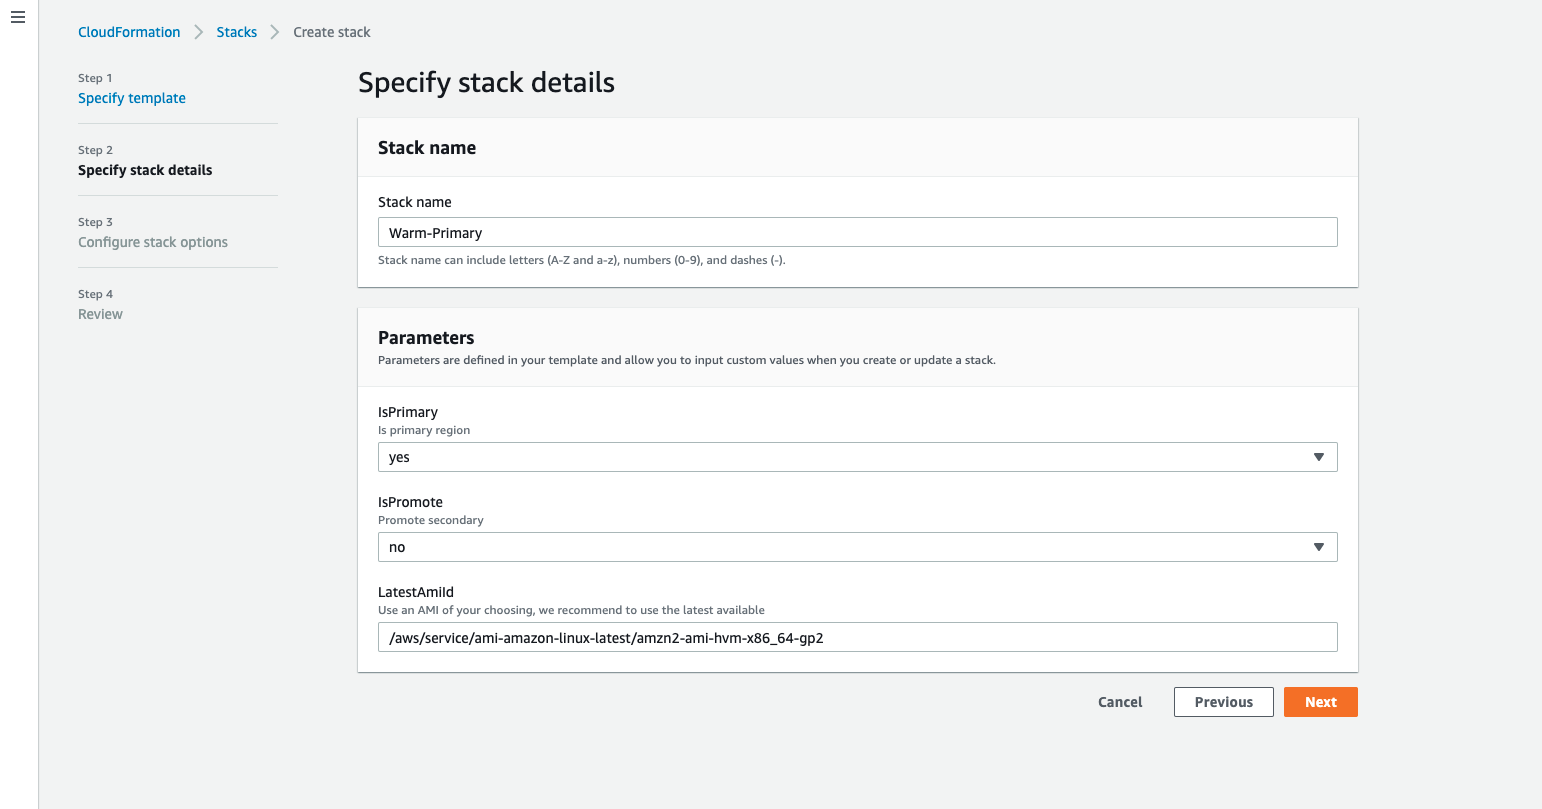 CloudFormation > Stacks > Create stack
Step 1
Specify template
Step 2
Specify stack details
Step 3
Configure stack options
Step 4
Review
Specify stack details
Stack name
Stack name
Warm-Primary
Stack name can include letters (A-Z and a-z), numbers (0-9), and dashes (-).
Parameters
Parameters are defined in your template and allow you to input custom values when you create or update a stack.
IsPrimary
Is primary region
yes
IsPromote
Promote secondary
no
LatestAmiId
Use an AMI of your choosing, we recommend to use the latest available
/aws/service/ami-amazon-linux-latest/amzn2-ami-hvm-x86_64-gp2
Cancel Previous Next